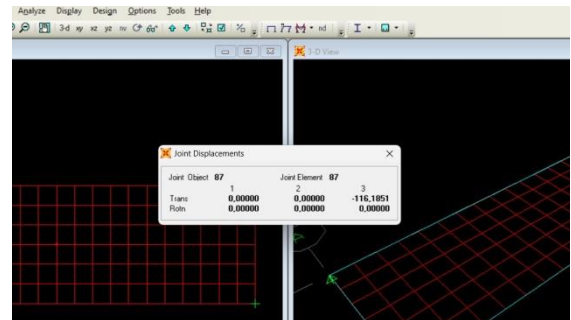 Analyze Display Design Options Tools Help
3-d xy xz yz nv
nd
3-D View
Joint Displacements
Joint Object 87 Joint Element 87
1 2 3
Trans 0,00000 0,00000 -116,1851
Rotn 0,00000 0,00000 0,00000